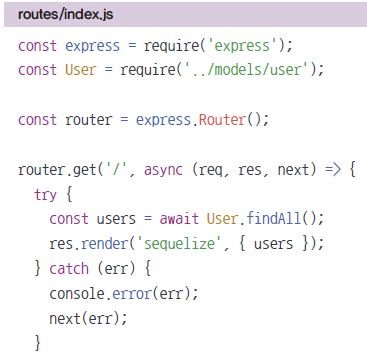 routes/index.js
const express = require('express');
const User = require('../models/user');
const router = express.Router();
router.get('/', async (req, res, next) => {
  try {
    const users = await User.findAll();
    res.render('sequelize', { users });
  } catch (err) {
    console.error(err);
    next(err);
  }